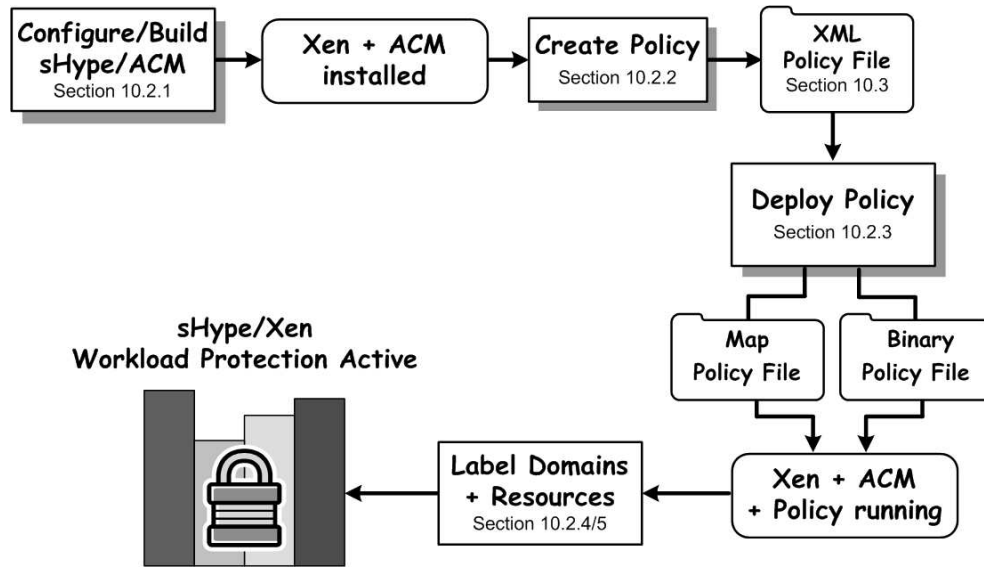 Configure/Build
sHype/ACM
Section 10.2.1
Xen + ACM
installed
Create Policy
Section 10.2.2
XML
Policy File
Section 10.3
Deploy Policy
Section 10.2.3
Map
Policy File
Binary
Policy File
Xen + ACM
+ Policy running
Label Domains
+ Resources
Section 10.2.4/5
sHype/Xen
Workload Protection Active